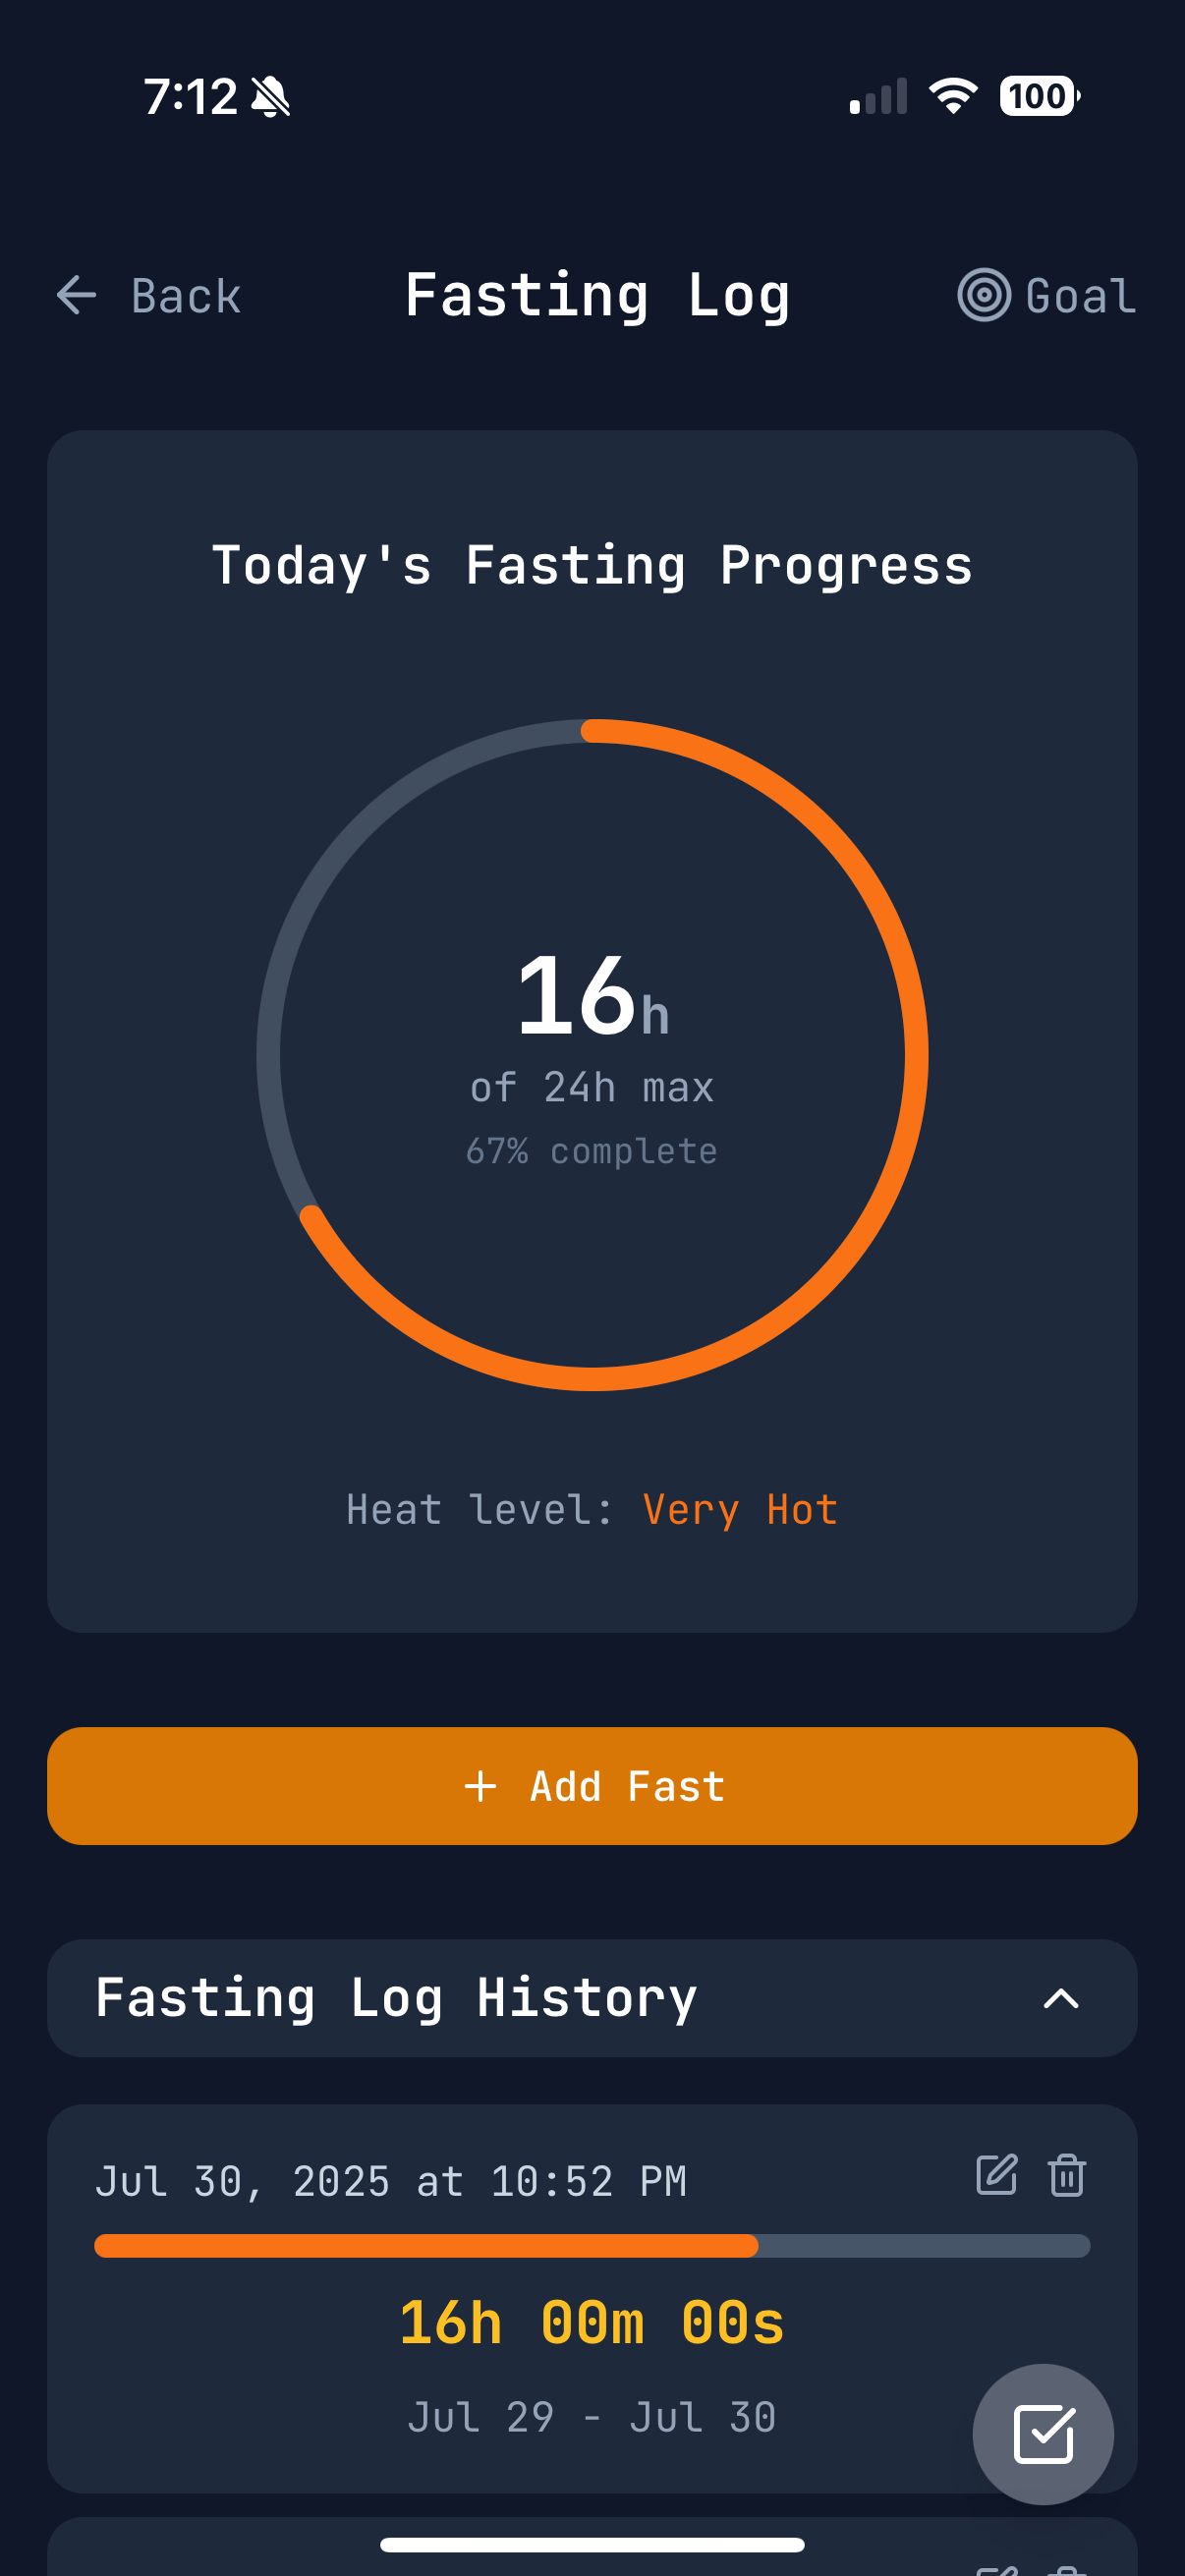 7:12
100
Back
Fasting Log
Goal
Today's Fasting Progress
16h
of 24h max
67% complete
Heat level: Very Hot
+ Add Fast
Fasting Log History
Jul 30, 2025 at 10:52 PM
16h 00m 00s
Jul 29 - Jul 30